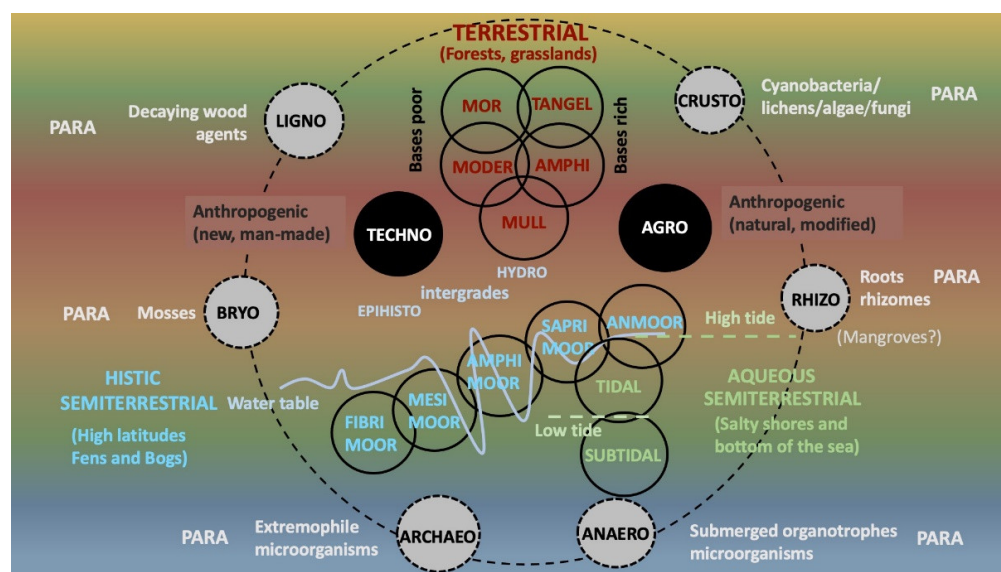 TERRESTRIAL
(Forests, grasslands)
MOR
TANGEL
Bases poor
Bases rich
MODER
AMPHI
MULL
PARA
Decaying wood
agents
LIGNO
CRUSTO
Cyanobacteria/
lichens/algae/fungi
PARA
Anthropogenic
(new, man-made)
TECHNO
AGRO
Anthropogenic
(natural, modified)
HYDRO
intergrades
EPIHISTO
PARA
Mosses
BRYO
RHIZO
Roots
rhizomes
PARA
(Mangroves?)
SAPRI
MOOR
ANMOOR
High tide
AMPHI
MOOR
TIDAL
HISTIC
SEMITERRESTRIAL
(High latitudes
Fens and Bogs)
Water table
MESI
MOOR
FIBRI
MOOR
Low tide
SUBTIDAL
AQUEOUS
SEMITERRESTRIAL
(Salty shores and
bottom of the sea)
PARA
Extremophile
microorganisms
ARCHAEO
ANAERO
Submerged organotrophes
microorganisms
PARA